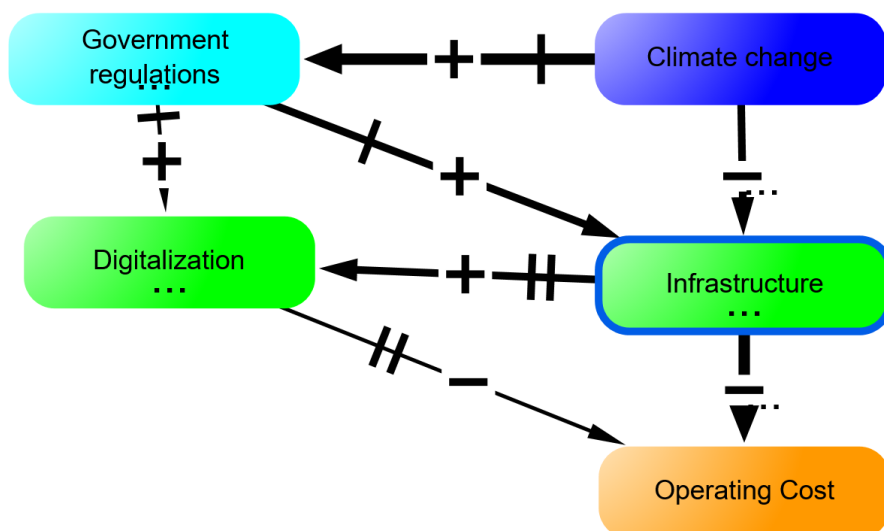 Government
regulations
...
Climate change
+
+
+
...
Digitalization
...
+
Infrastructure
...
...
Operating Cost